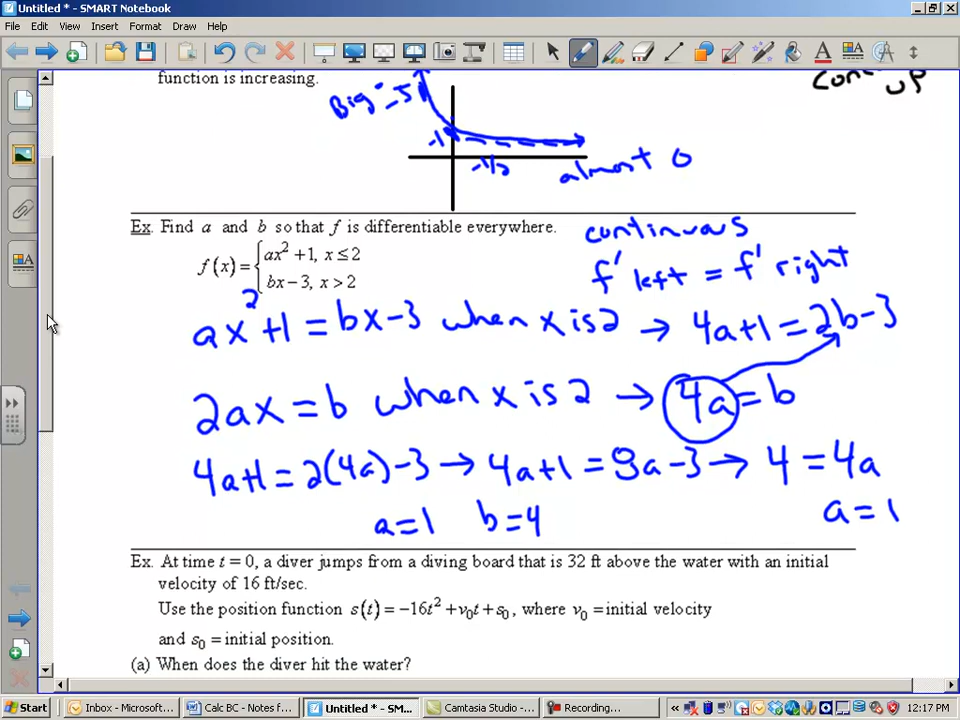 Untitled * - SMART Notebook
File Edit View Insert Format Draw Help
function is increasing.
Big -5
-1
-1/2
almost 0
up
Ex. Find a and b so that f is differentiable everywhere.
continuous
f(x) = { ax² + 1, x ≤ 2
bx − 3, x > 2
f' left = f' right
ax² + 1 = bx − 3 when x is 2 → 4a + 1 = 2b − 3
2ax = b when x is 2 → 4a = b
4a + 1 = 2(4a) − 3 → 4a + 1 = 8a − 3 → 4 = 4a
a = 1 b = 4 a = 1
Ex. At time t = 0, a diver jumps from a diving board that is 32 ft above the water with an initial
velocity of 16 ft/sec.
Use the position function s(t) = −16t² + v₀t + s₀, where v₀ = initial velocity
and s₀ = initial position.
(a) When does the diver hit the water?
Start Inbox - Microsoft... Calc BC - Notes f... Untitled * - SM... Camtasia Studio -... Recording... 12:17 PM